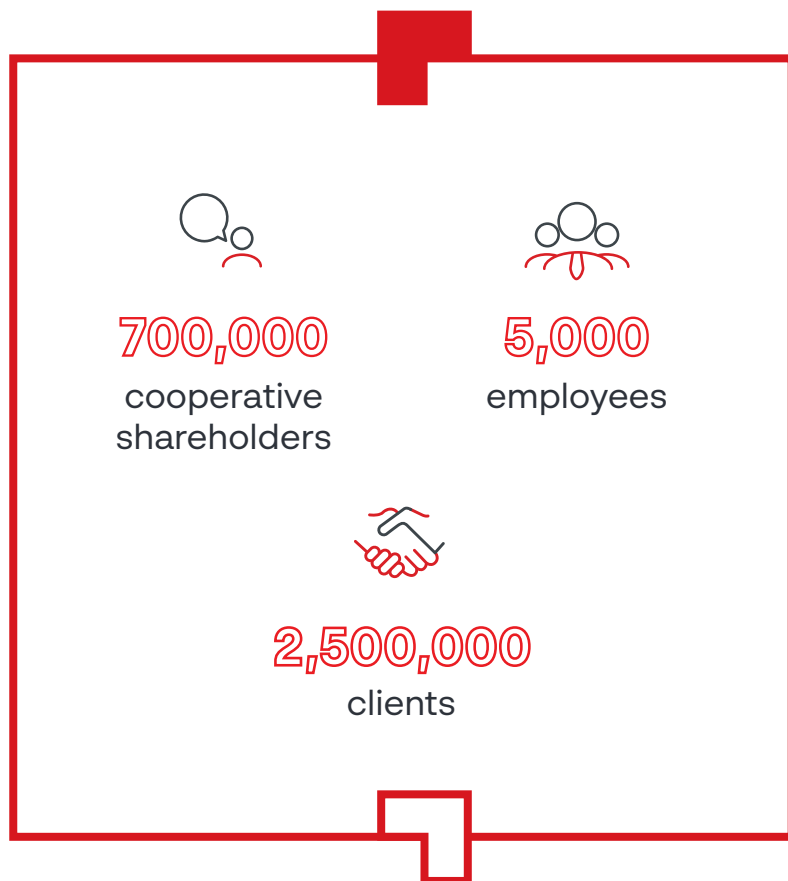 700,000
cooperative
shareholders
5,000
employees
2,500,000
clients